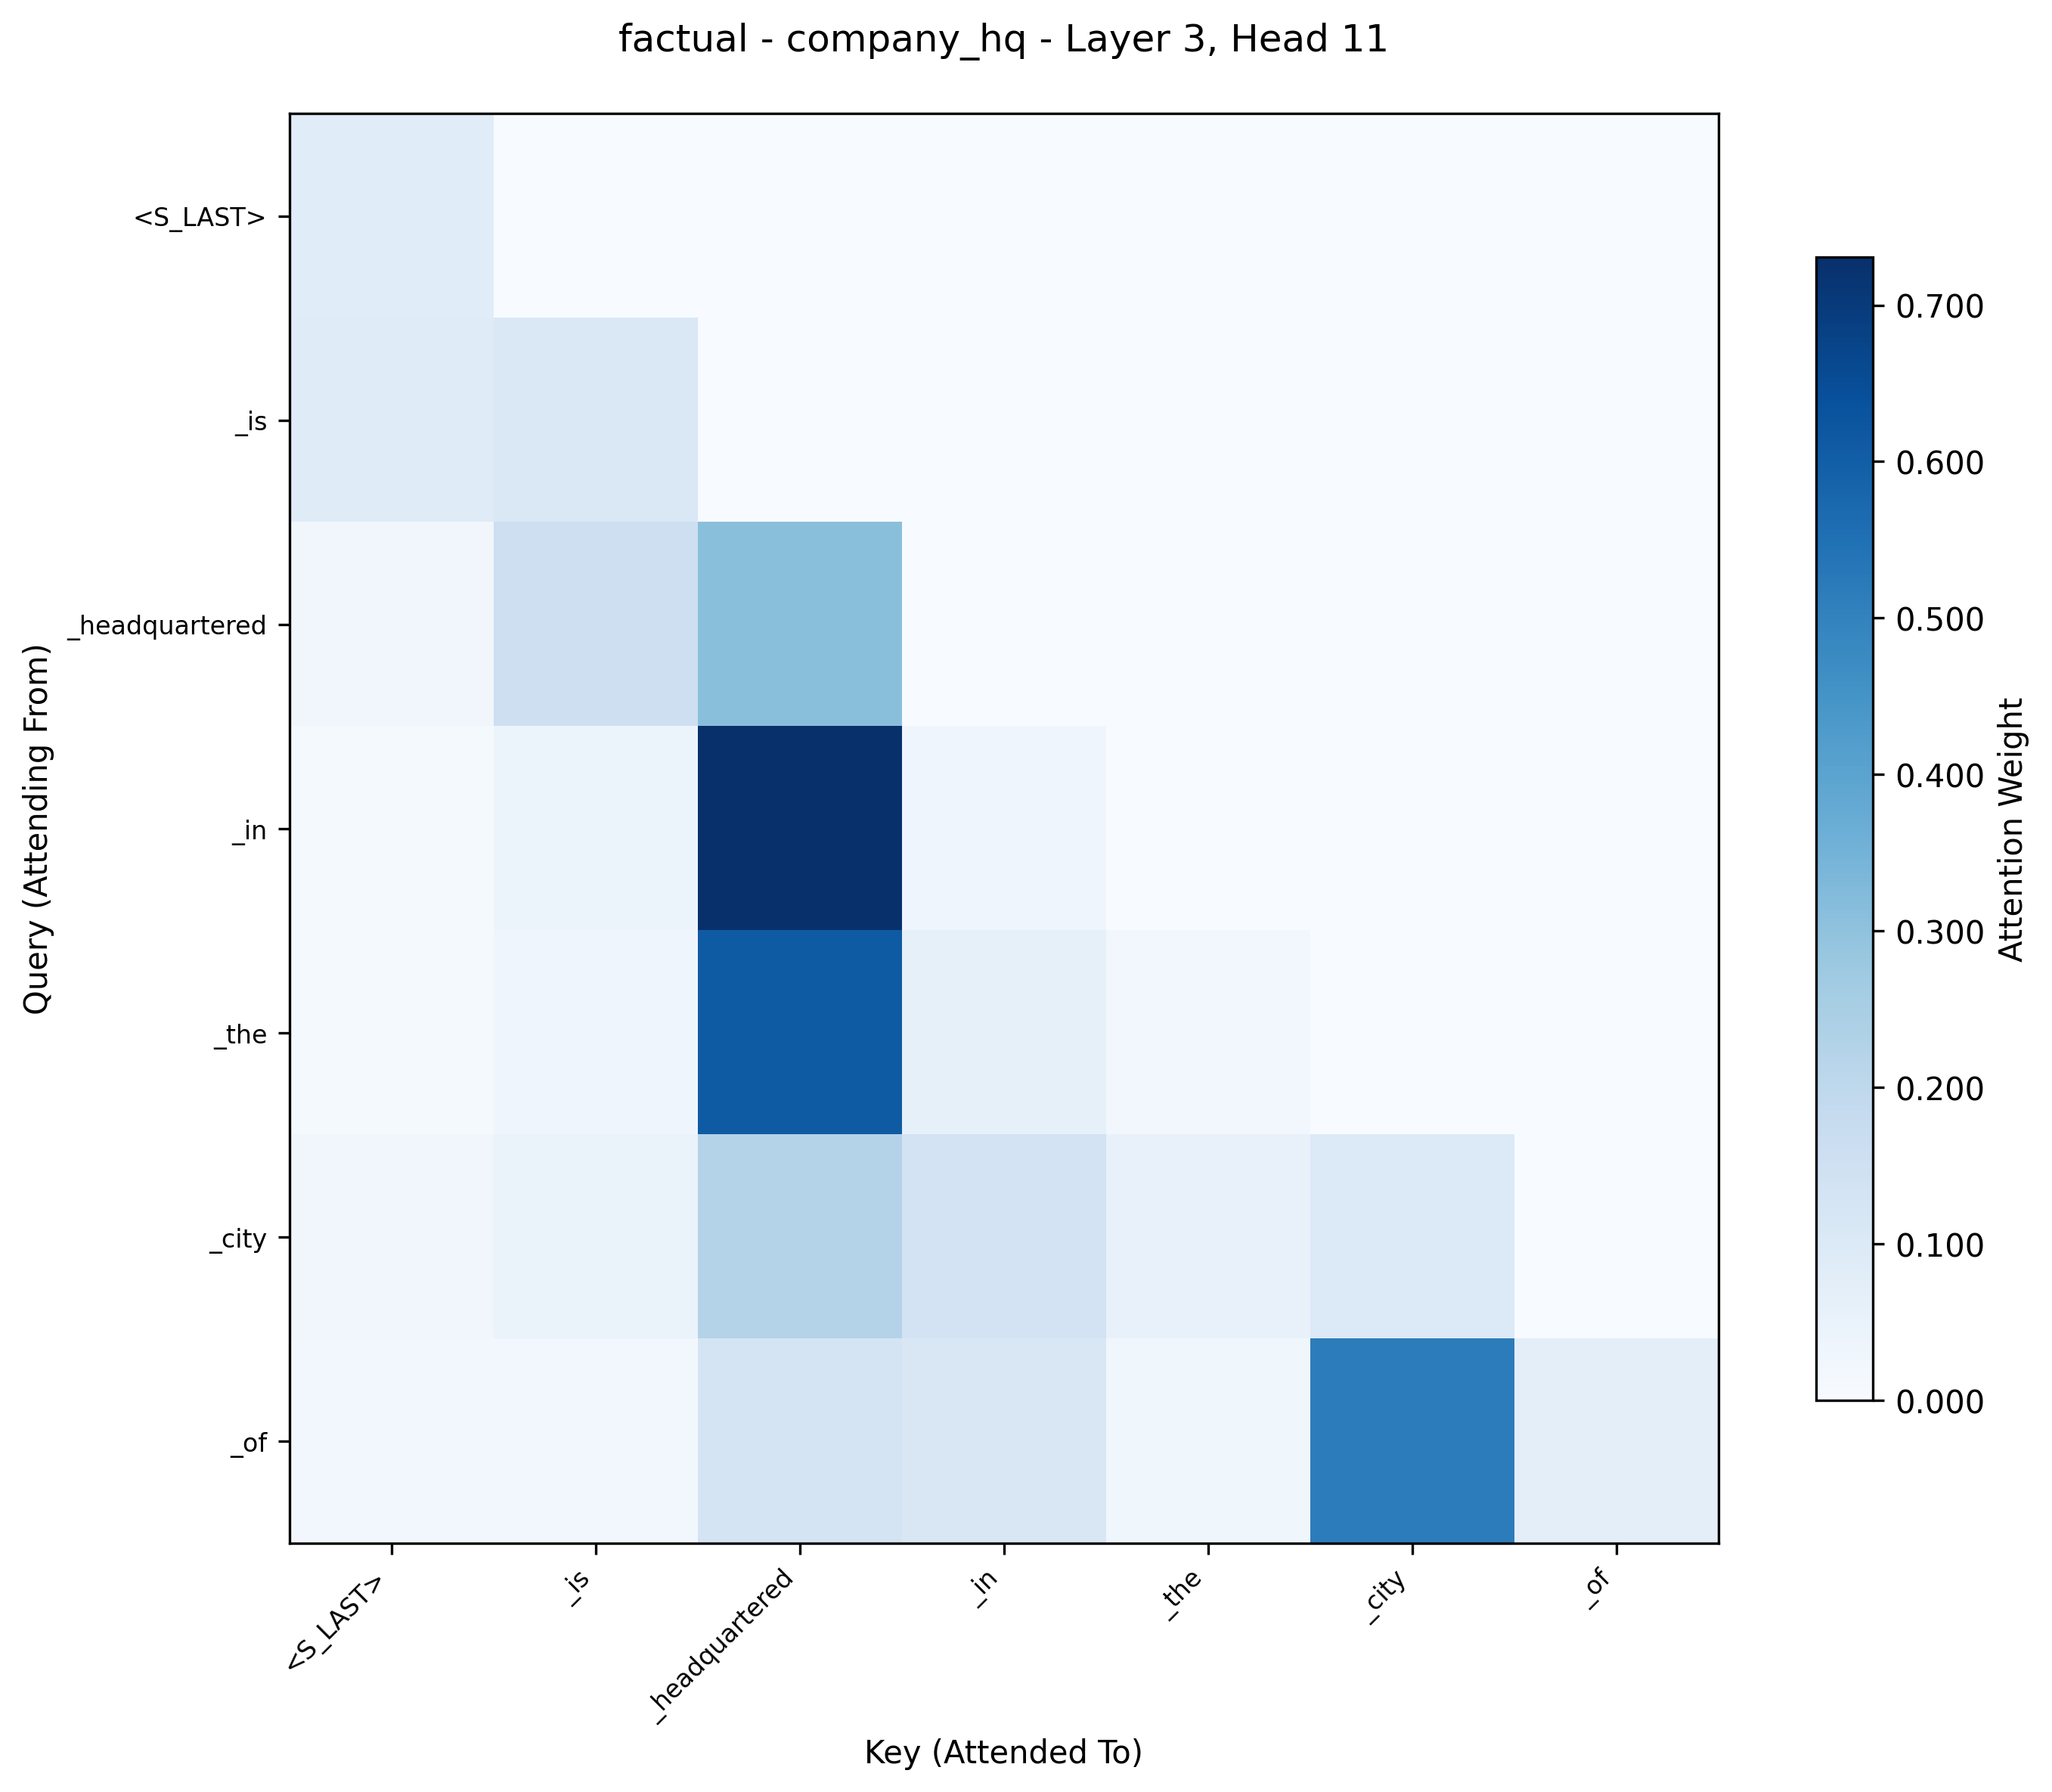 factual - company_hq - Layer 3, Head 11
Query (Attending From)
<S_LAST>
_is
_headquartered
_in
_the
_city
_of
<S_LAST>
_is
_headquartered
_in
_the
_city
_of
Key (Attended To)
0.700
0.600
0.500
0.400
0.300
0.200
0.100
0.000
Attention Weight